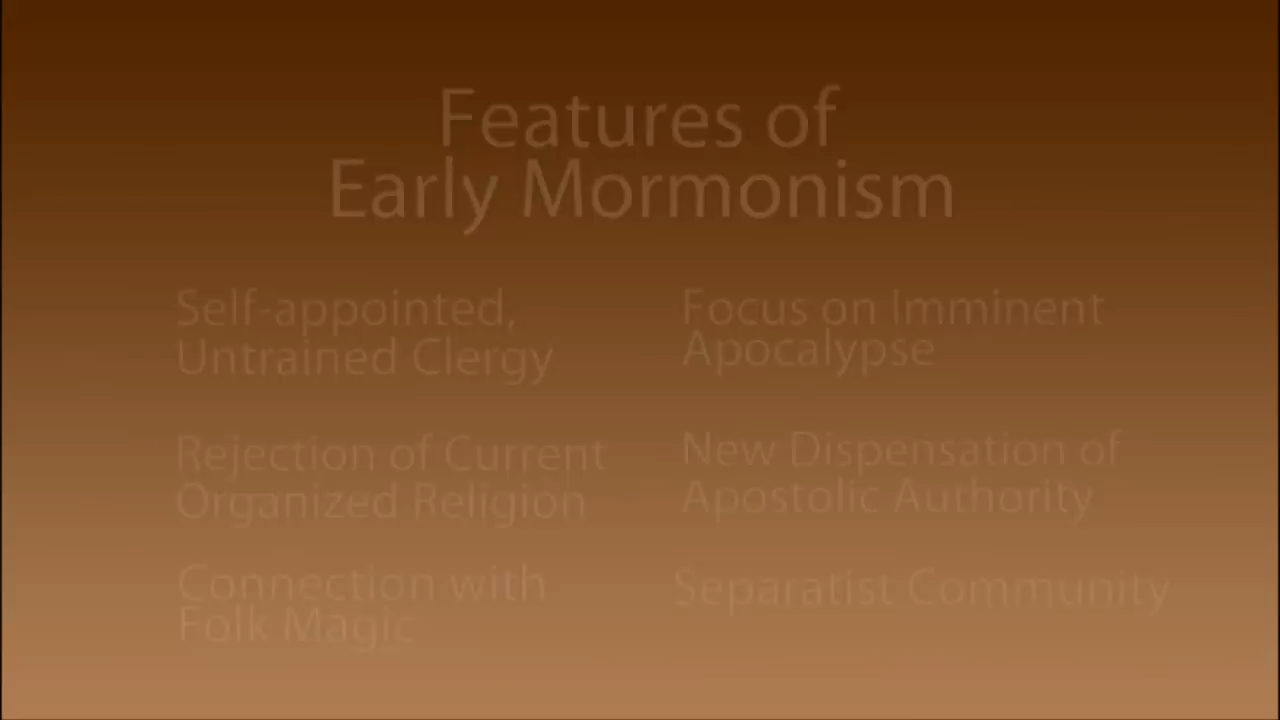 Features of
Early Mormonism
Self-appointed,
Untrained Clergy
Rejection of Current
Organized Religion
Connection with
Folk Magic
Focus on Imminent
Apocalypse
New Dispensation of
Apostolic Authority
Separatist Community